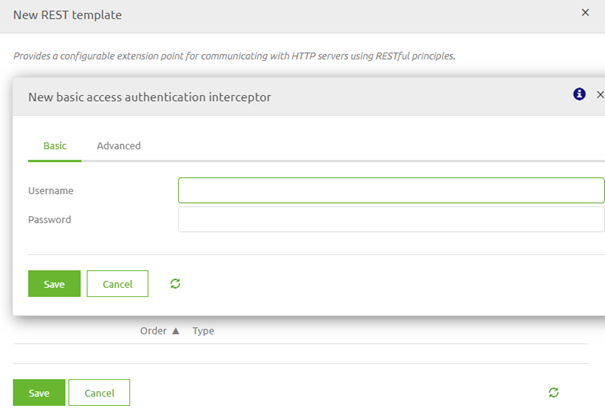 New REST template
Provides a configurable extension point for communicating with HTTP servers using RESTful principles.
New basic access authentication interceptor
Basic Advanced
Username
Password
Save Cancel
Order ▲ Type
Save Cancel